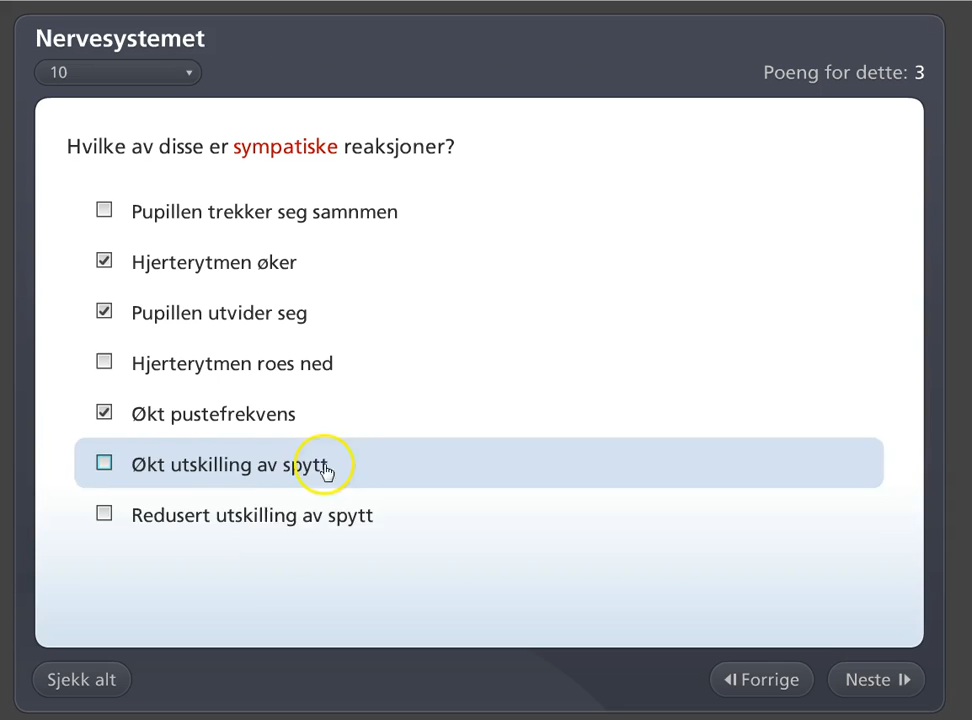 Nervesystemet
10
Poeng for dette: 3
Hvilke av disse er sympatiske reaksjoner?
Pupillen trekker seg samnmen
Hjerterytmen øker
Pupillen utvider seg
Hjerterytmen roes ned
Økt pustefrekvens
Økt utskilling av spytt
Redusert utskilling av spytt
Sjekk alt
Forrige
Neste